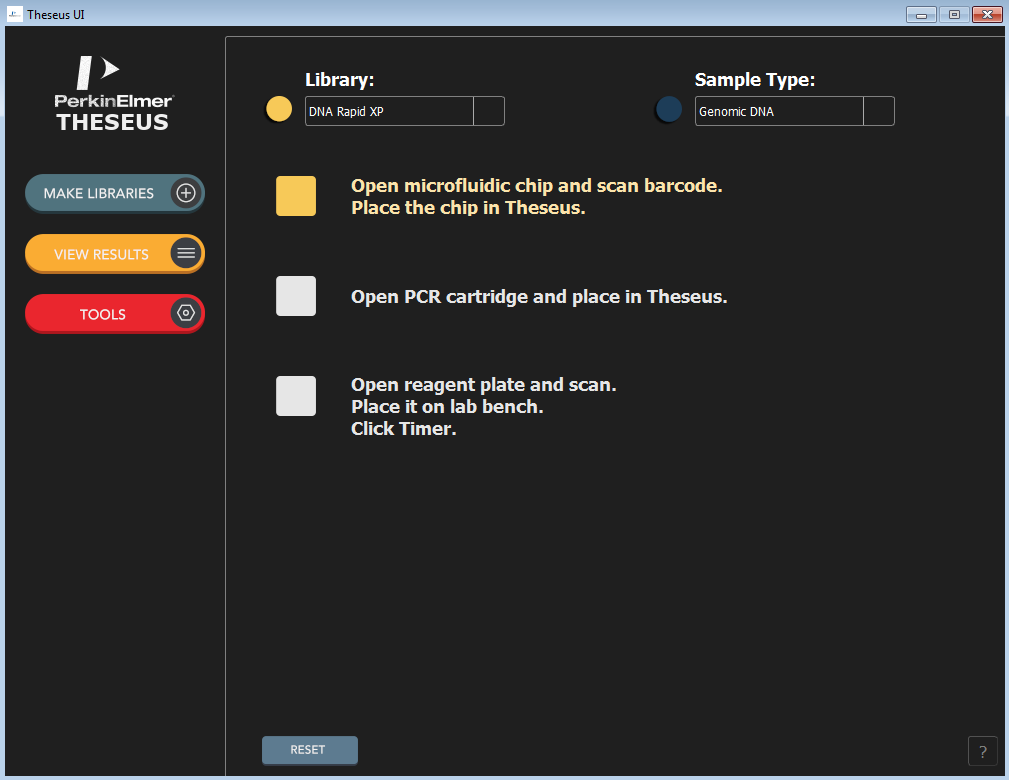 Theseus UI
PerkinElmer
THESEUS
MAKE LIBRARIES
VIEW RESULTS
TOOLS
Library:
DNA Rapid XP
Sample Type:
Genomic DNA
Open microfluidic chip and scan barcode.
Place the chip in Theseus.
Open PCR cartridge and place in Theseus.
Open reagent plate and scan.
Place it on lab bench.
Click Timer.
RESET
?